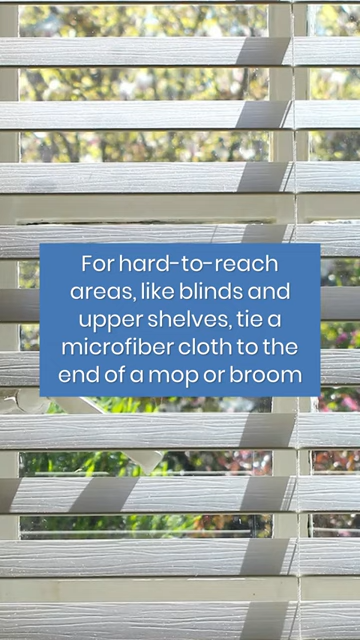 For hard-to-reach
areas, like blinds and
upper shelves, tie a
microfiber cloth to the
end of a mop or broom